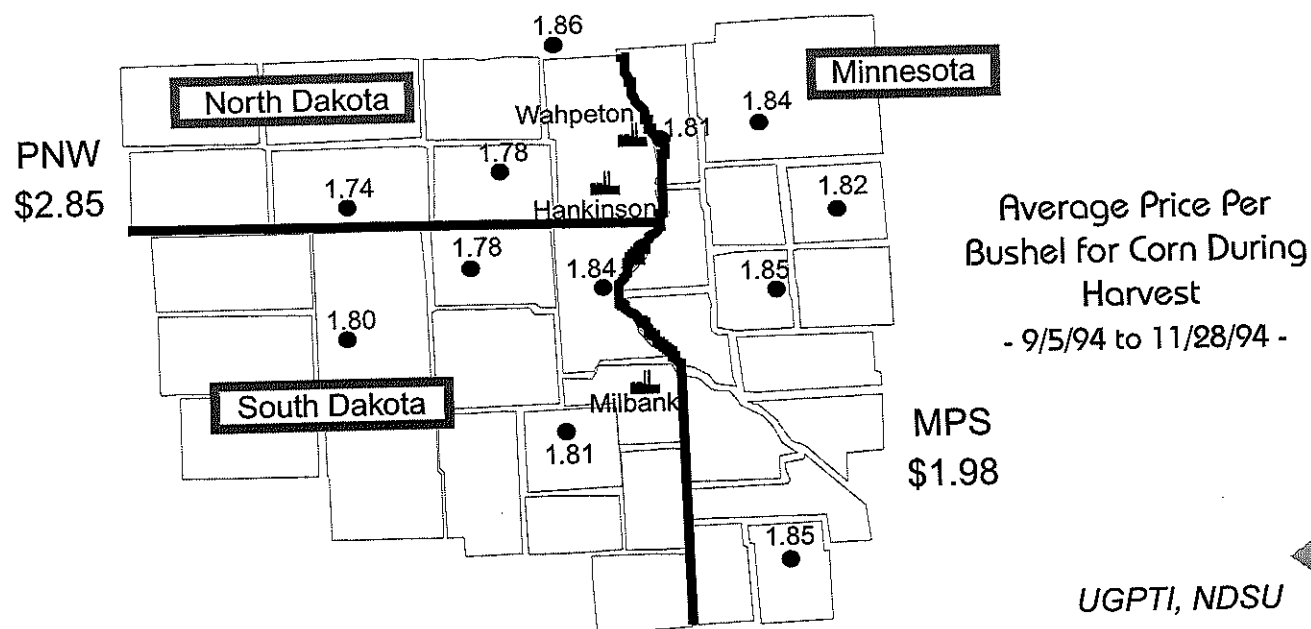 1.86
North Dakota
Minnesota
Wahpeton
1.84
1.81
PNW
$2.85
1.78
1.74
1.82
Hankinson
Average Price Per
Bushel for Corn During
Harvest
- 9/5/94 to 11/28/94 -
1.78
1.84
1.85
1.80
South Dakota
Milbank
MPS
$1.98
1.81
1.85
UGPTI, NDSU